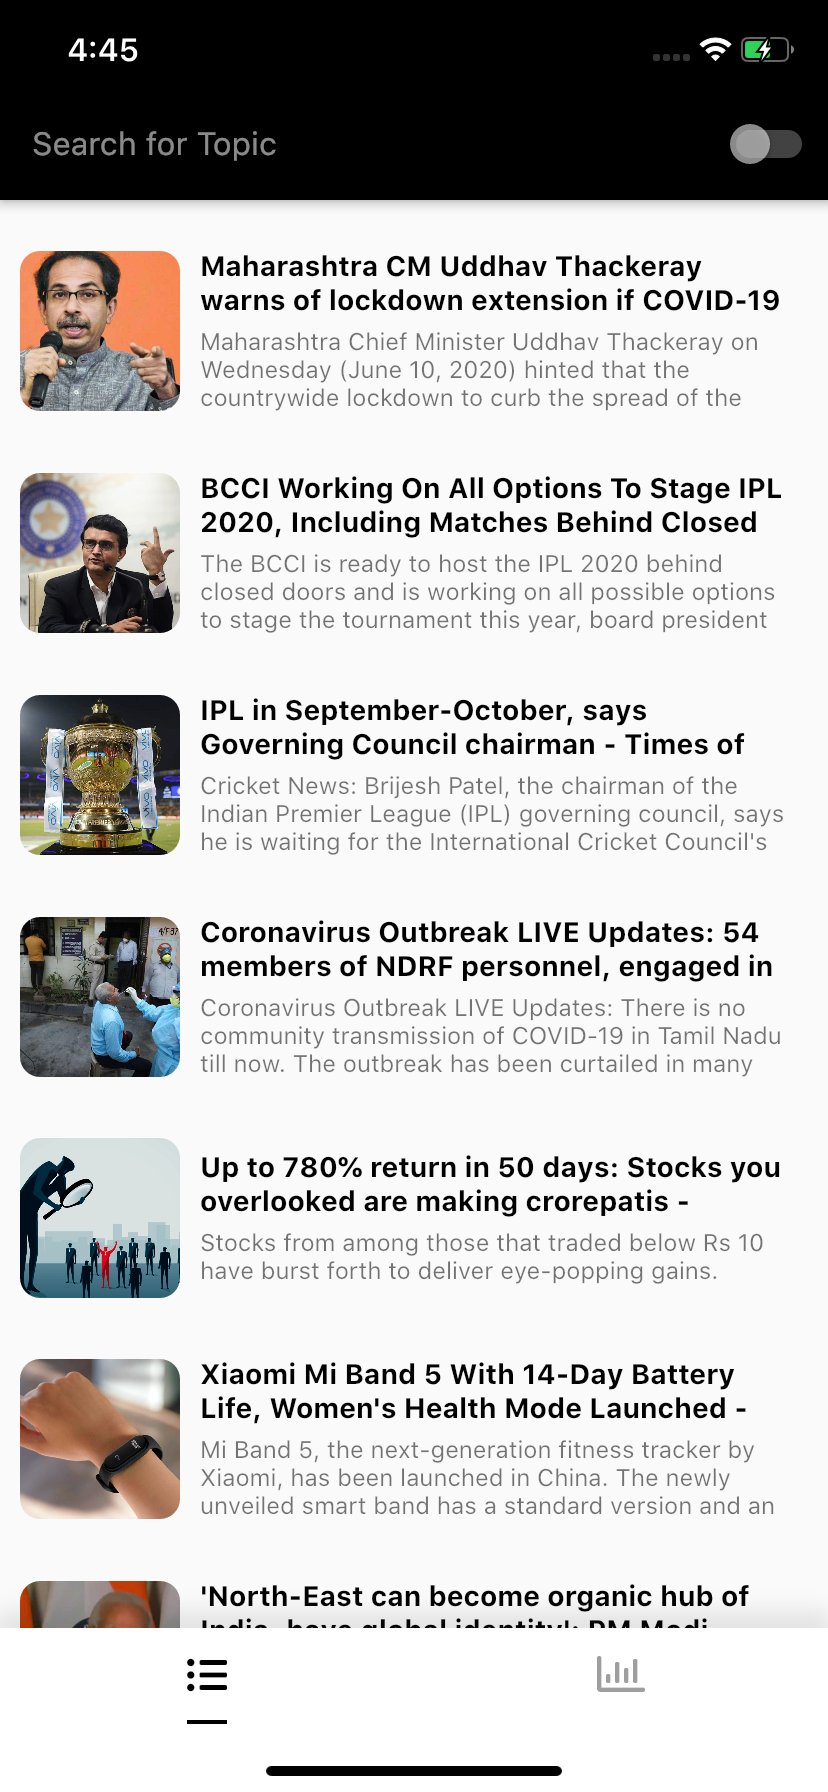 4:45
Search for Topic
Maharashtra CM Uddhav Thackeray
warns of lockdown extension if COVID-19
Maharashtra Chief Minister Uddhav Thackeray on
Wednesday (June 10, 2020) hinted that the
countrywide lockdown to curb the spread of the
BCCI Working On All Options To Stage IPL
2020, Including Matches Behind Closed
The BCCI is ready to host the IPL 2020 behind
closed doors and is working on all possible options
to stage the tournament this year, board president
IPL in September-October, says
Governing Council chairman - Times of
Cricket News: Brijesh Patel, the chairman of the
Indian Premier League (IPL) governing council, says
he is waiting for the International Cricket Council's
Coronavirus Outbreak LIVE Updates: 54
members of NDRF personnel, engaged in
Coronavirus Outbreak LIVE Updates: There is no
community transmission of COVID-19 in Tamil Nadu
till now. The outbreak has been curtailed in many
Up to 780% return in 50 days: Stocks you
overlooked are making crorepatis -
Stocks from among those that traded below Rs 10
have burst forth to deliver eye-popping gains.
Xiaomi Mi Band 5 With 14-Day Battery
Life, Women's Health Mode Launched -
Mi Band 5, the next-generation fitness tracker by
Xiaomi, has been launched in China. The newly
unveiled smart band has a standard version and an
'North-East can become organic hub of
India, have global identity': PM Modi